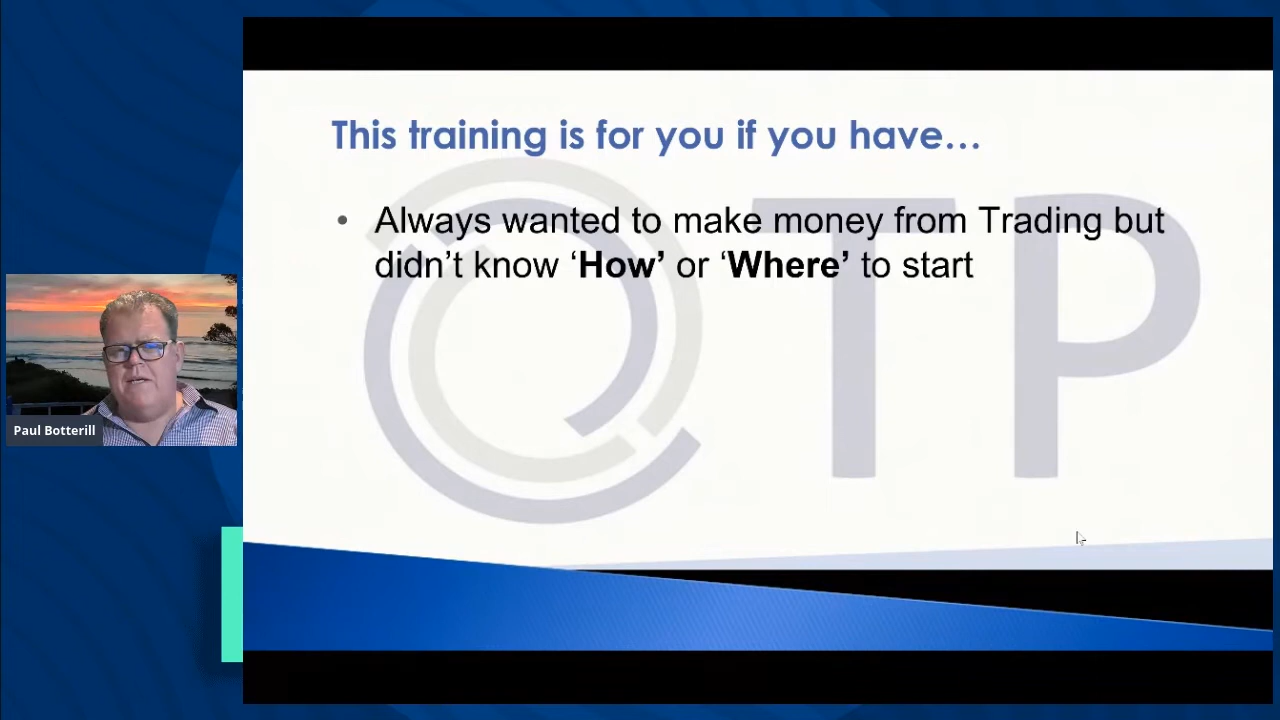 This training is for you if you have…
• Always wanted to make money from Trading but
didn’t know ‘How’ or ‘Where’ to start
TP
Paul Botterill